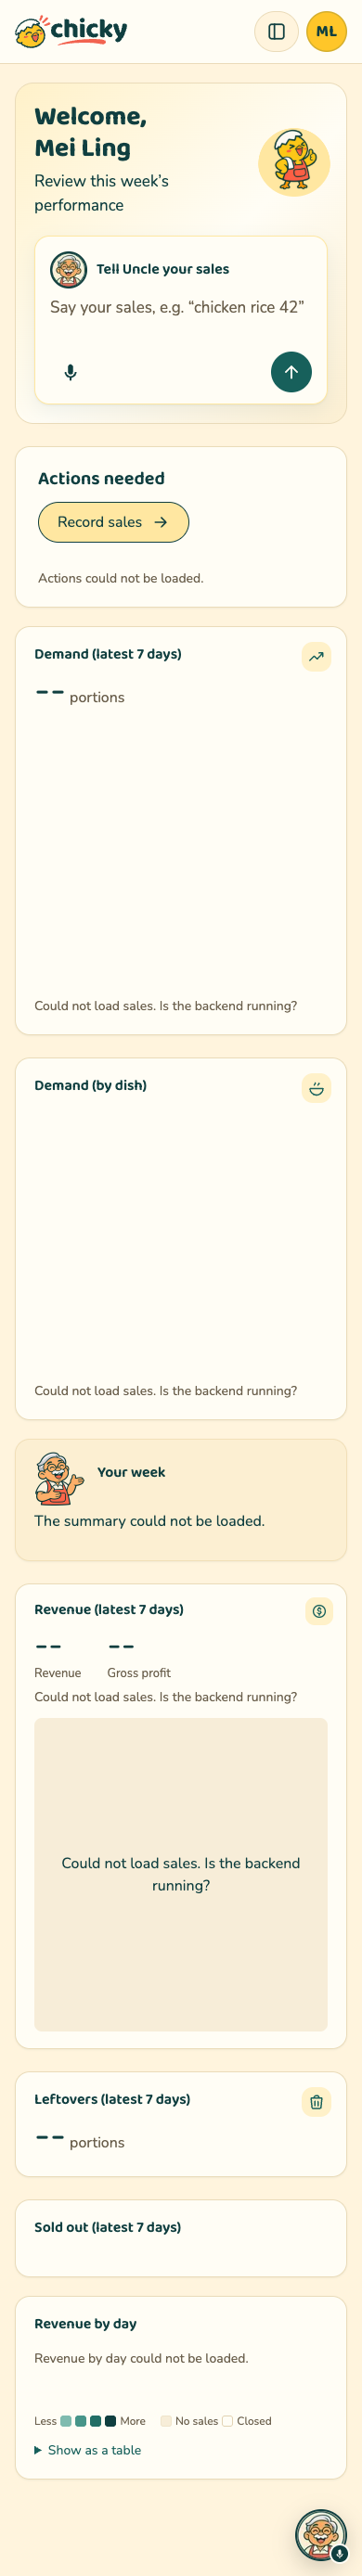 chicky
ML
Welcome,
Mei Ling
Review this week’s
performance
Tell Uncle your sales
Say your sales, e.g. “chicken rice 42”
Actions needed
Record sales
Actions could not be loaded.
Demand (latest 7 days)
-- portions
Could not load sales. Is the backend running?
Demand (by dish)
Could not load sales. Is the backend running?
Your week
The summary could not be loaded.
Revenue (latest 7 days)
-- --
Revenue Gross profit
Could not load sales. Is the backend running?
Could not load sales. Is the backend
running?
Leftovers (latest 7 days)
-- portions
Sold out (latest 7 days)
Revenue by day
Revenue by day could not be loaded.
Less More No sales Closed
Show as a table